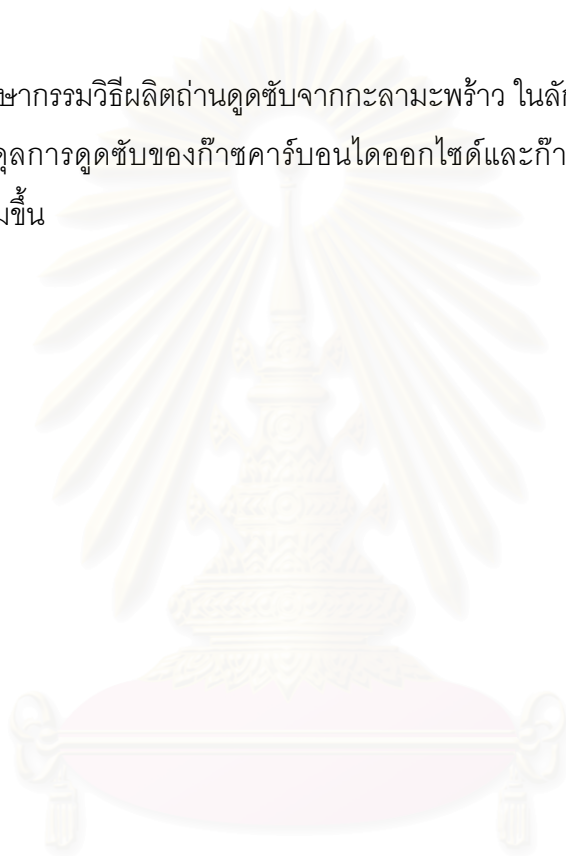 ษากรรมวิธีผลิตถ่านดูดซับจากกะลามะพร้าว ในลัก
ดุลการดูดซับของก๊าซคาร์บอนไดออกไซด์และก๊า
มขึ้น